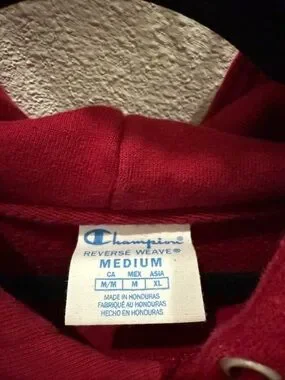 Champion
REVERSE WEAVE®
MEDIUM
CA MEX ASIA
M/M M XL
MADE IN HONDURAS
FABRIQUÉ AU HONDURAS
HECHO EN HONDURAS